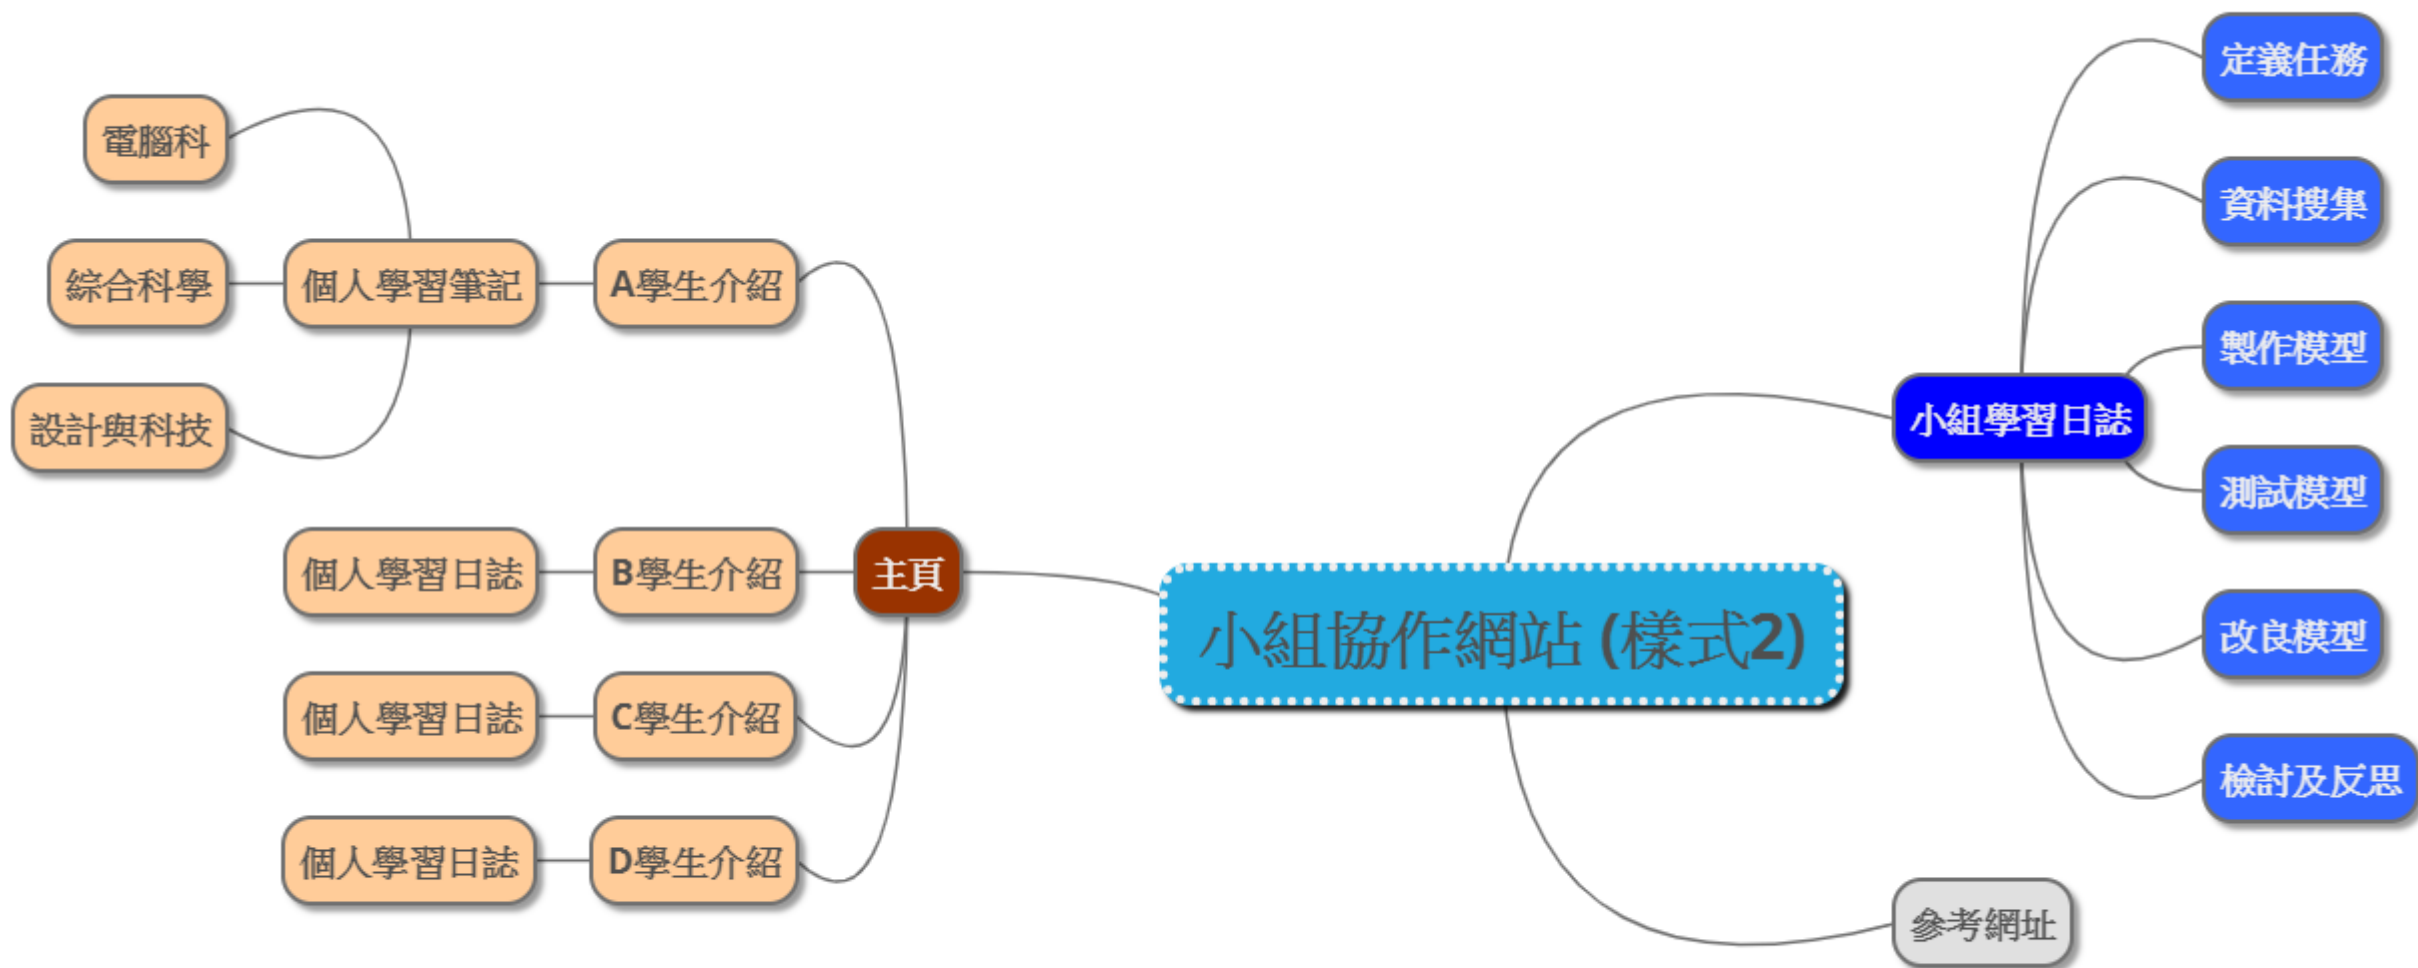 小組協作網站 (樣式2)
主頁
A學生介紹
個人學習筆記
電腦科
綜合科學
設計與科技
B學生介紹
個人學習日誌
C學生介紹
個人學習日誌
D學生介紹
個人學習日誌
小組學習日誌
定義任務
資料搜集
製作模型
測試模型
改良模型
檢討及反思
參考網址